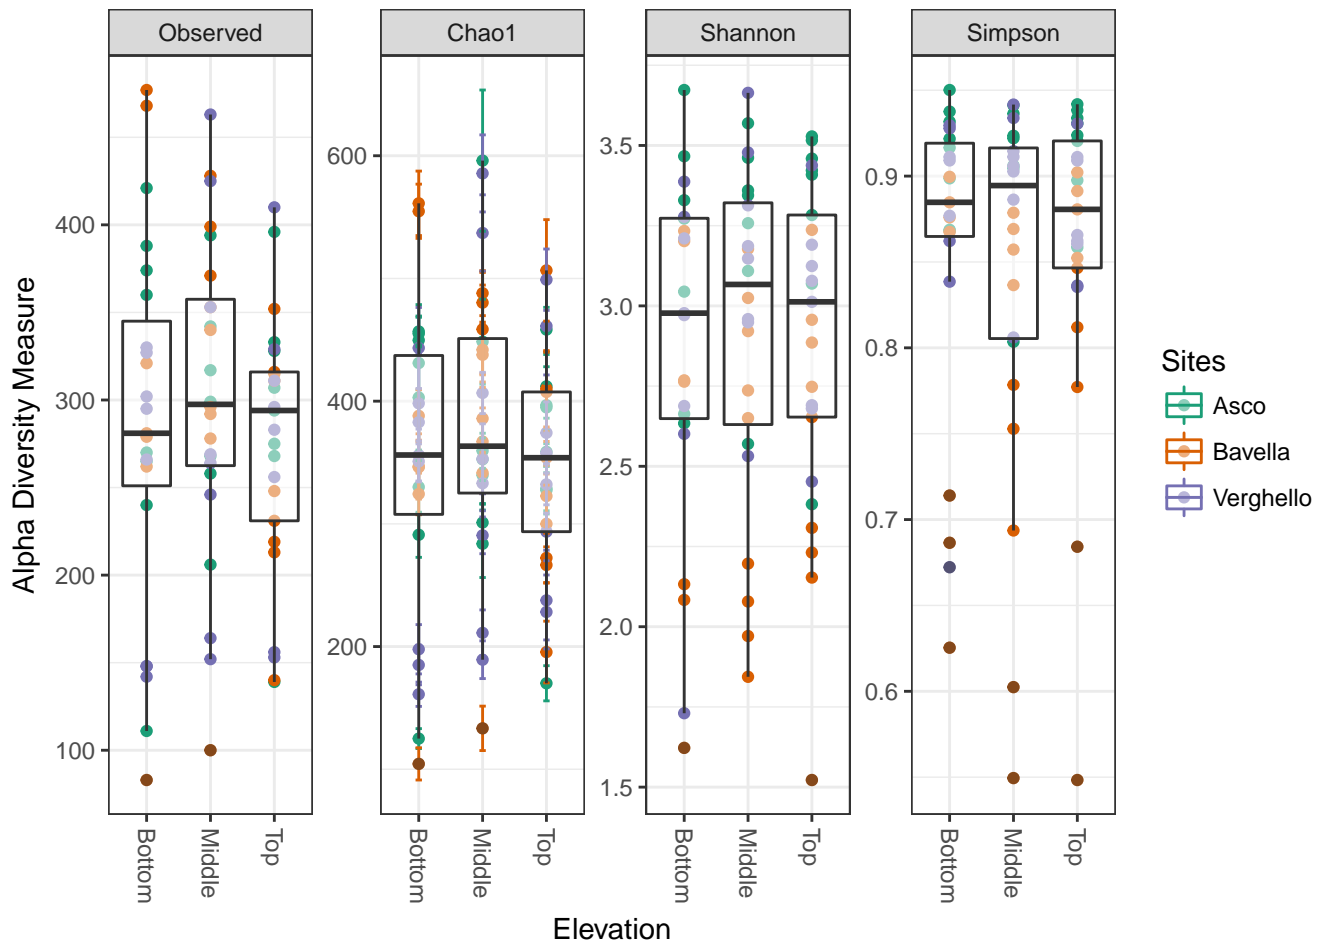 Observed
Chao1
Shannon
Simpson
Alpha Diversity Measure
400
300
200
100
600
400
200
3.5
3.0
2.5
2.0
1.5
0.9
0.8
0.7
0.6
Bottom
Middle
Top
Bottom
Middle
Top
Bottom
Middle
Top
Bottom
Middle
Top
Elevation
Sites
Asco
Bavella
Verghello